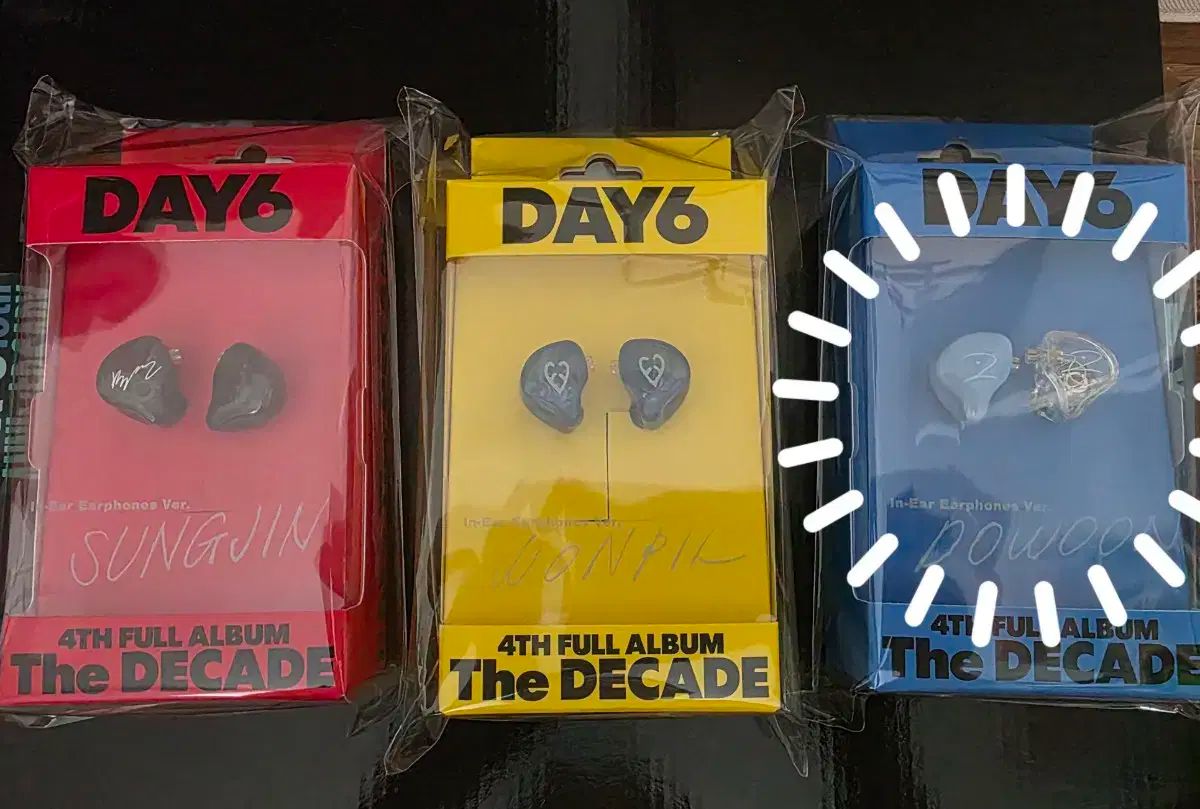 DAY6
In-Ear Earphones Ver.
SUNGJIN
4TH FULL ALBUM
The DECADE
DAY6
In-Ear Earphones Ver.
WONPIL
4TH FULL ALBUM
The DECADE
DAY6
2
In-Ear Earphones Ver.
DOWOON
4TH FULL ALBUM
The DECADE